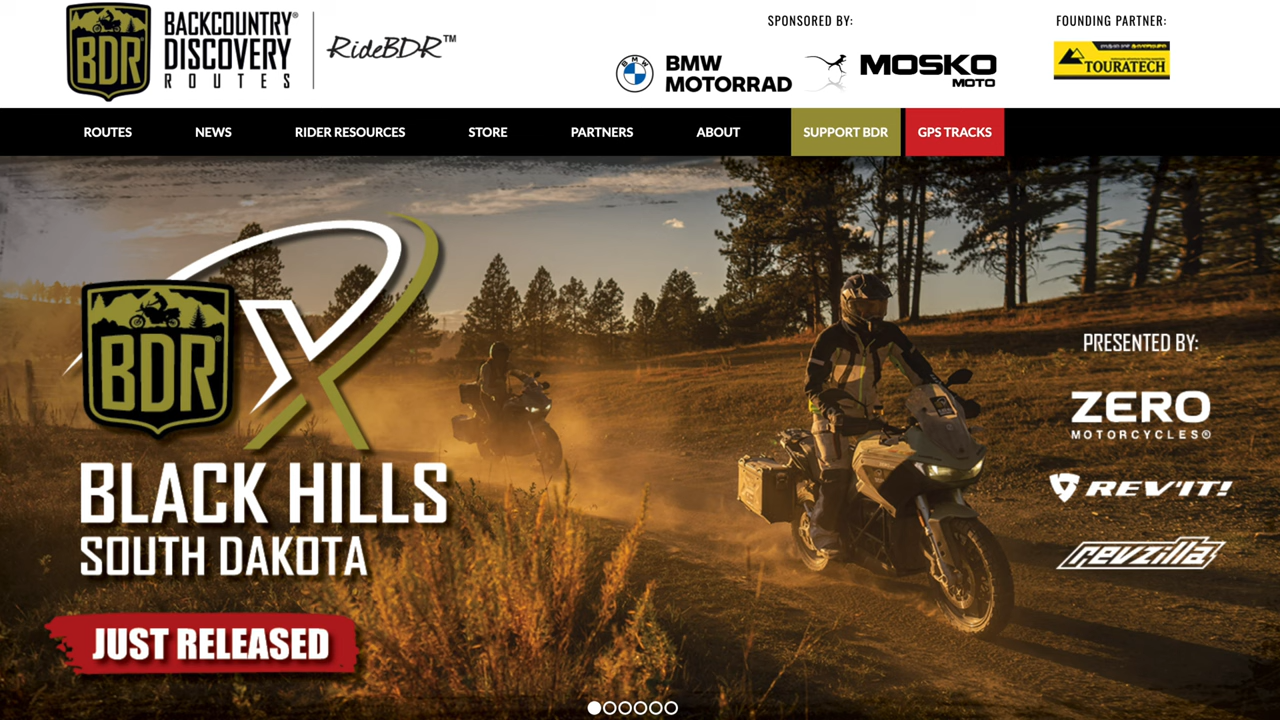 BDR®
BACKCOUNTRY®
DISCOVERY
ROUTES
RideBDR™
SPONSORED BY:
BMW
BMW
MOTORRAD
MOSKO
MOTO
FOUNDING PARTNER:
TOURATECH
ROUTES
NEWS
RIDER RESOURCES
STORE
PARTNERS
ABOUT
SUPPORT BDR
GPS TRACKS
BDR®
X
BLACK HILLS
SOUTH DAKOTA
JUST RELEASED
PRESENTED BY:
ZERO
MOTORCYCLES®
REV'IT!
revzilla